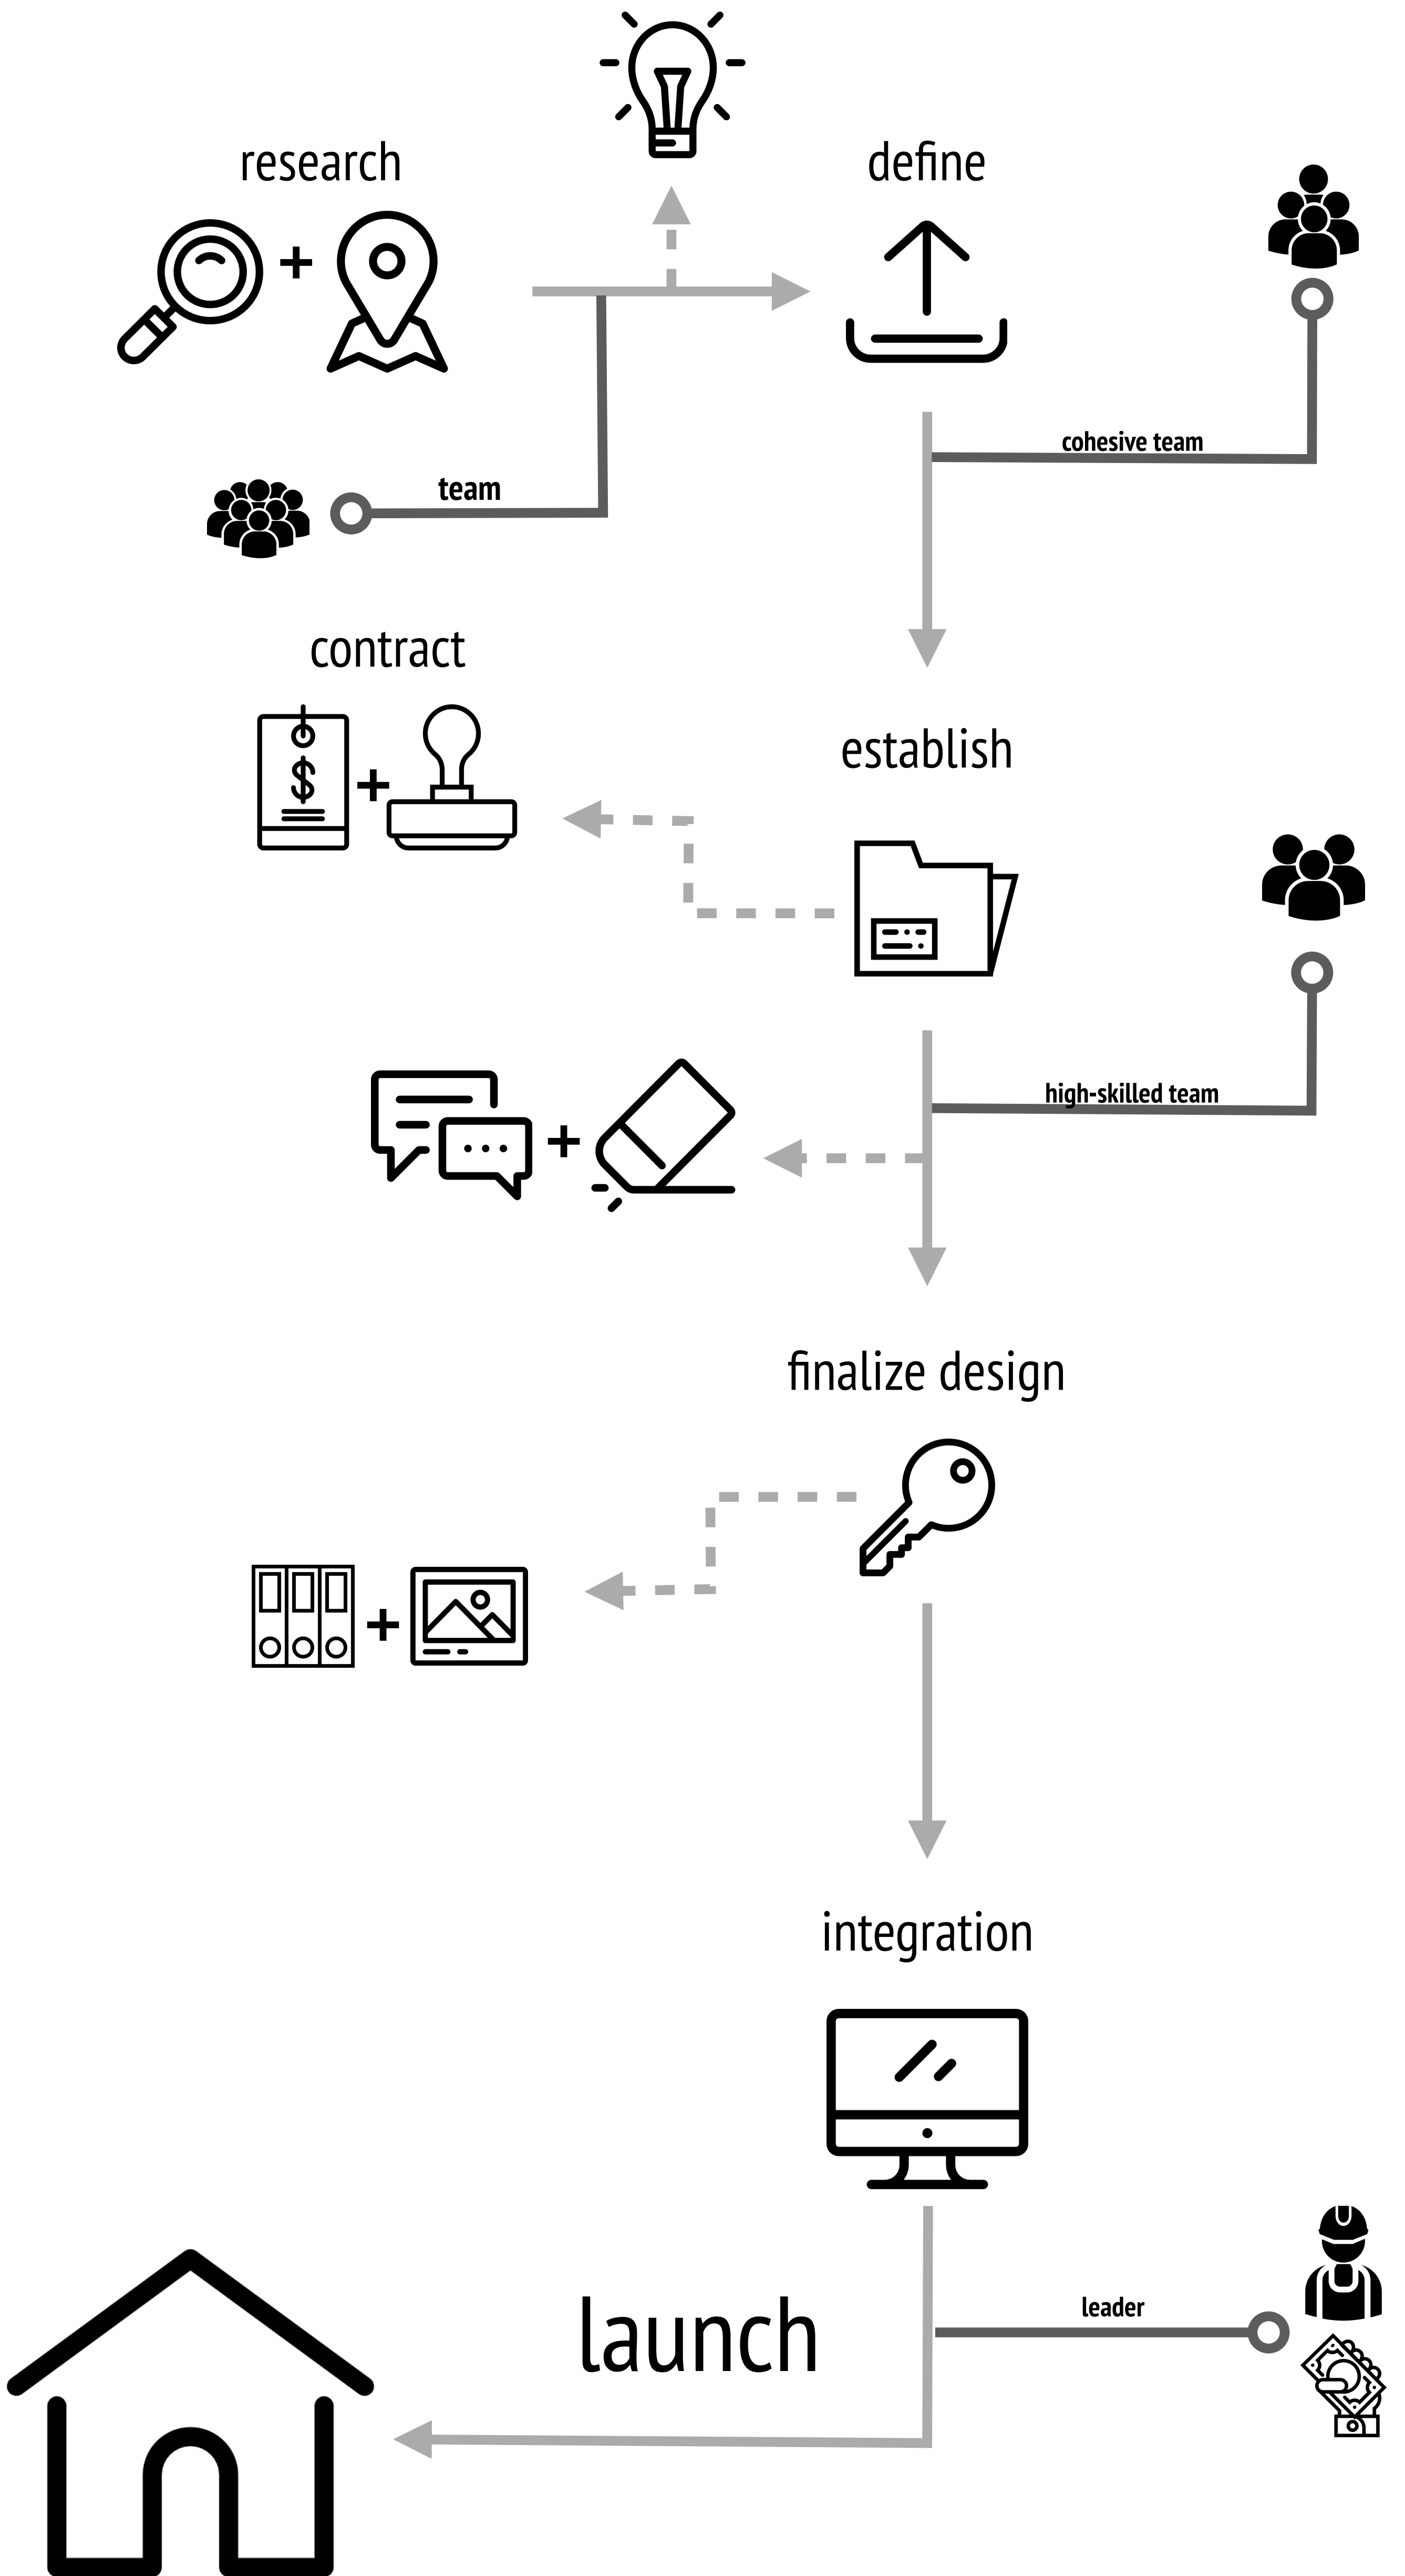 research
define
cohesive team
team
contract
establish
high-skilled team
finalize design
integration
leader
launch